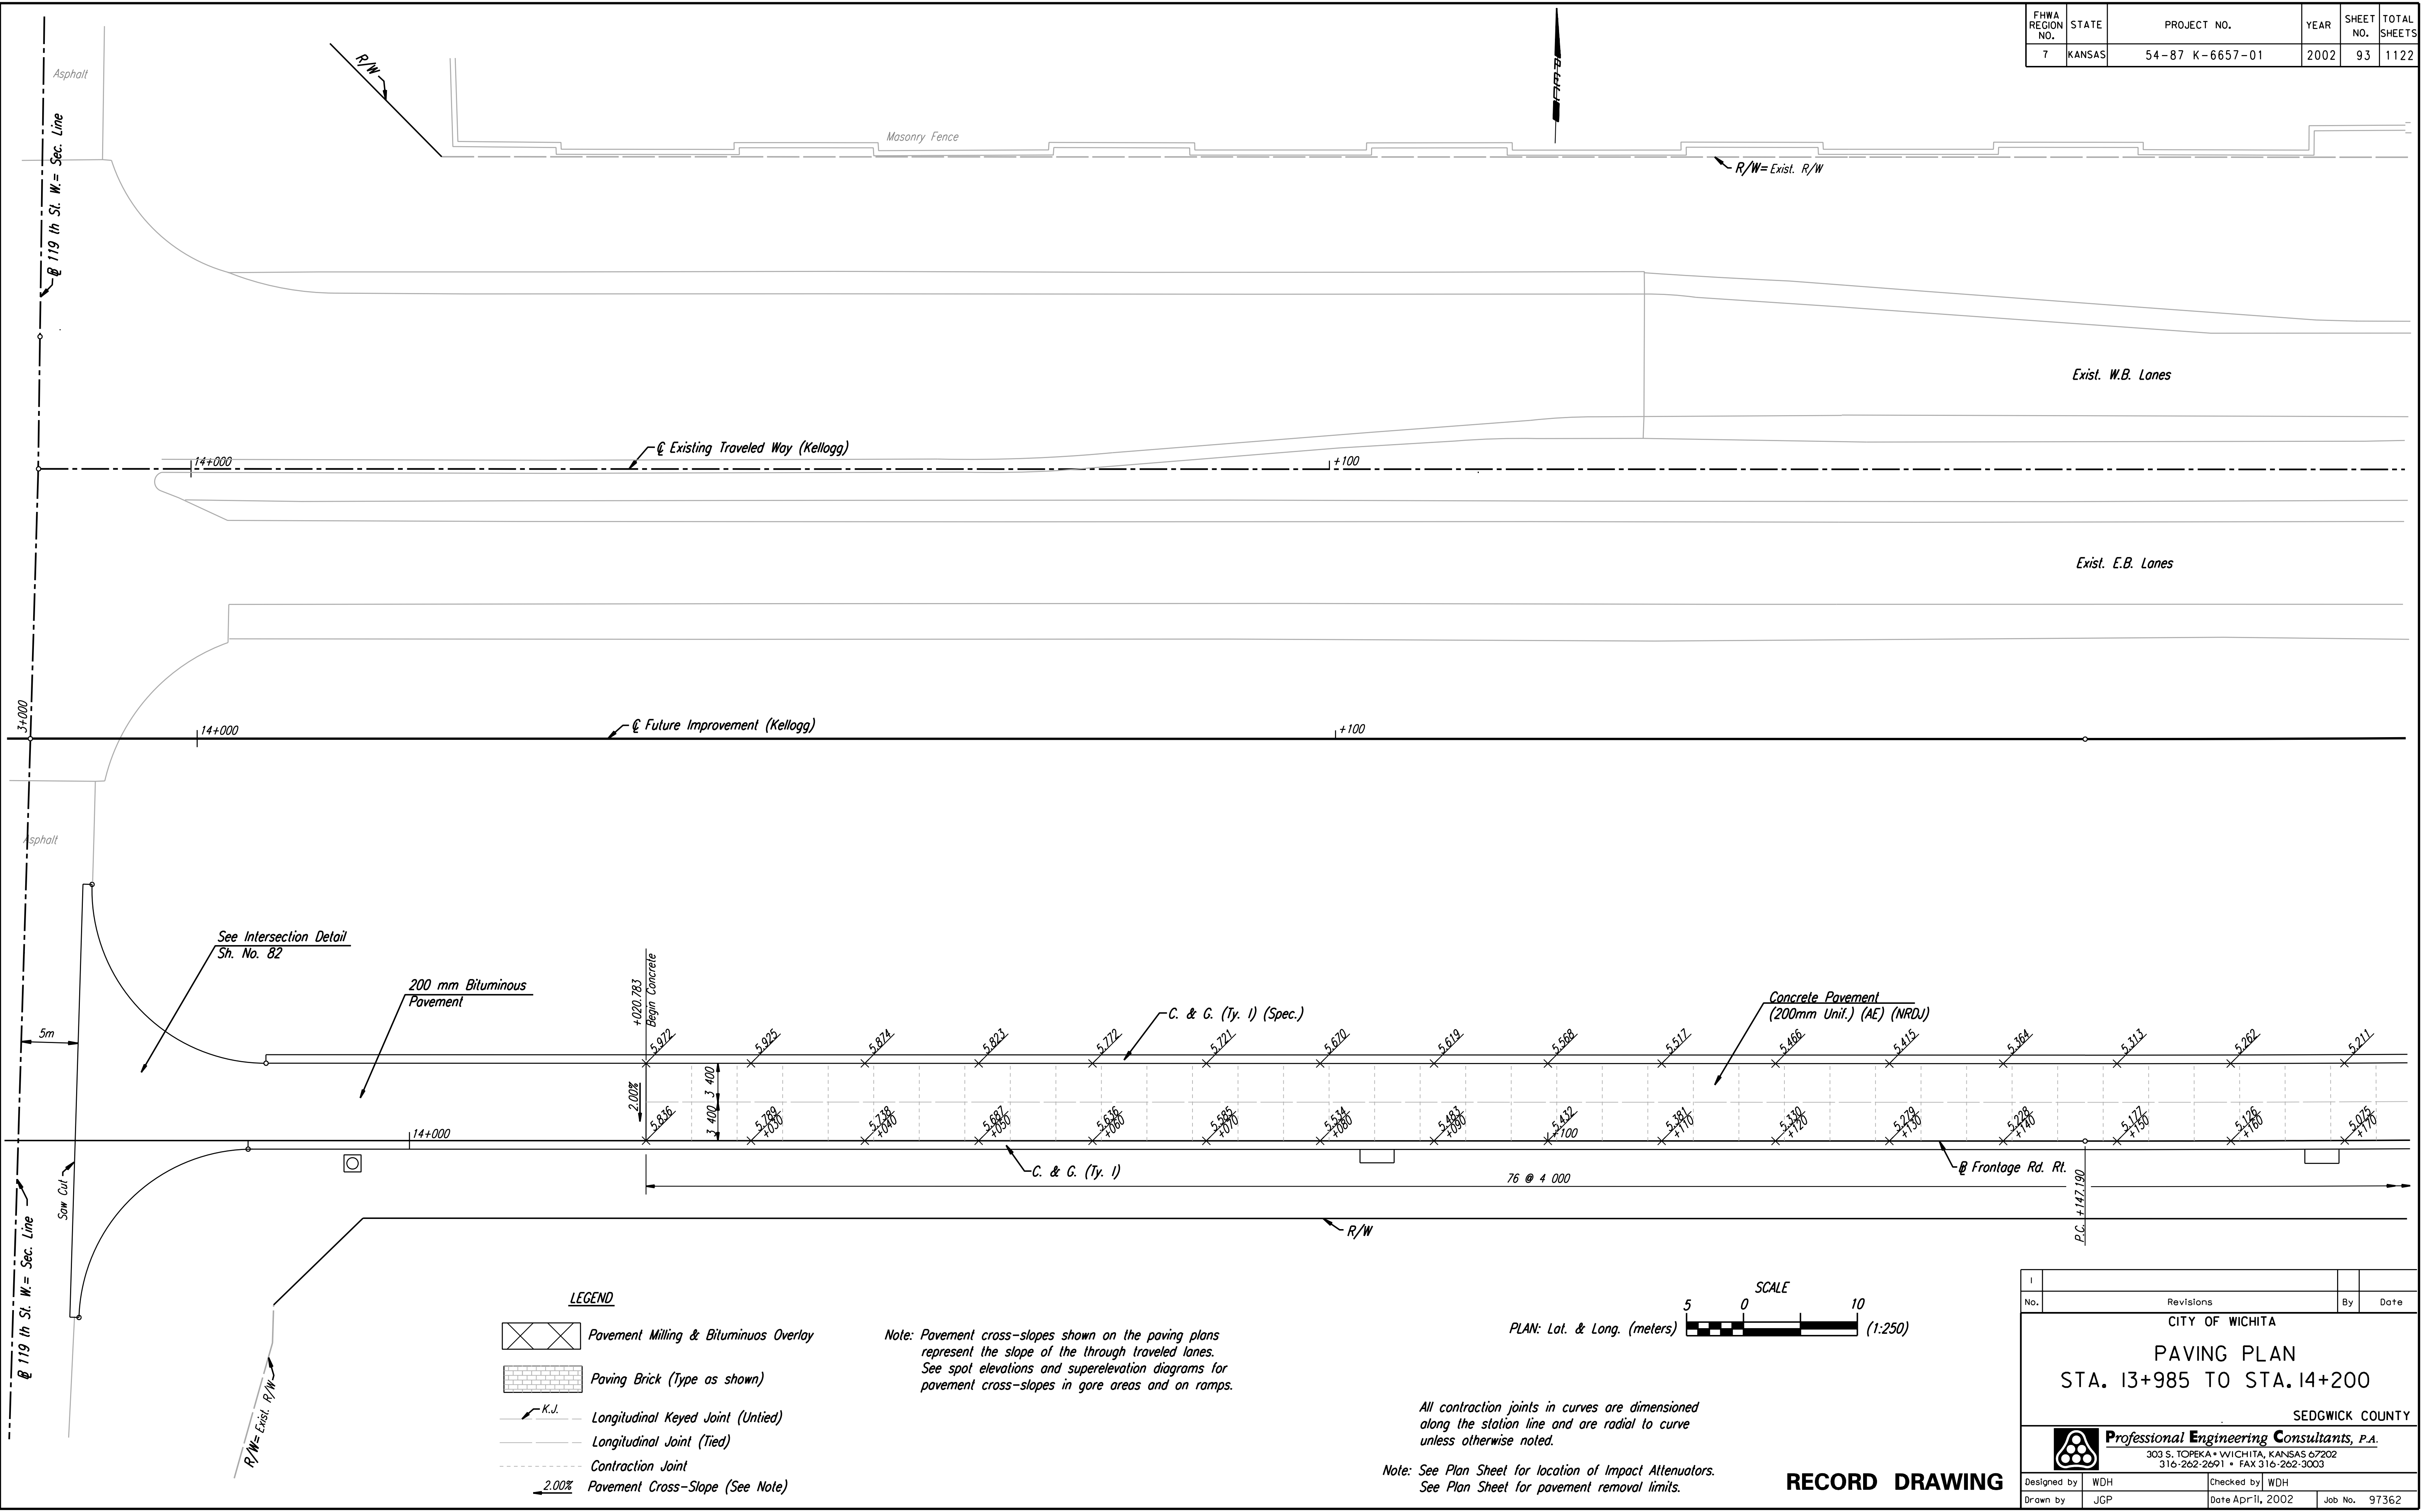 FHWA REGION NO.
STATE
PROJECT NO.
YEAR
SHEET NO.
TOTAL SHEETS
7
KANSAS
54-87 K-6657-01
2002
93
1122
Asphalt
R/W
Masonry Fence
R/W= Exist. R/W
℄ 119 th St. W.= Sec. Line
Exist. W.B. Lanes
℄ Existing Traveled Way (Kellogg)
14+000
+100
Exist. E.B. Lanes
3+000
℄ Future Improvement (Kellogg)
14+000
+100
Asphalt
See Intersection Detail
Sh. No. 82
200 mm Bituminous
Pavement
+020.783
Begin Concrete
C. & G. (Ty. I) (Spec.)
Concrete Pavement
(200mm Unif.) (AE) (NRDJ)
5m
5.972 5.925 5.874 5.823 5.772 5.721 5.670 5.619 5.568 5.517 5.466 5.415 5.364 5.313 5.262 5.211
2.00%
3 400
3 400
5.836 5.789 5.738 5.687 5.636 5.585 5.534 5.483 5.432 5.381 5.330 5.279 5.228 5.177 5.126 5.075
14+000 +030 +040 +050 +060 +070 +080 +090 +100 +110 +120 +130 +140 +150 +160 +170
C. & G. (Ty. I)
℄ Frontage Rd. Rt.
76 @ 4 000
P.C. +147.190
Saw Cut
R/W
℄ 119 th St. W.= Sec. Line
R/W= Exist. R/W
LEGEND
Pavement Milling & Bituminuos Overlay
Paving Brick (Type as shown)
K.J.
Longitudinal Keyed Joint (Untied)
Longitudinal Joint (Tied)
Contraction Joint
2.00%
Pavement Cross-Slope (See Note)
Note: Pavement cross-slopes shown on the paving plans
represent the slope of the through traveled lanes.
See spot elevations and superelevation diagrams for
pavement cross-slopes in gore areas and on ramps.
SCALE
5 0 10
PLAN: Lat. & Long. (meters)
(1:250)
All contraction joints in curves are dimensioned
along the station line and are radial to curve
unless otherwise noted.
Note: See Plan Sheet for location of Impact Attenuators.
See Plan Sheet for pavement removal limits.
RECORD DRAWING
1
No. Revisions By Date
CITY OF WICHITA
PAVING PLAN
STA. 13+985 TO STA.14+200
SEDGWICK COUNTY
Professional Engineering Consultants, P.A.
303 S. TOPEKA • WICHITA, KANSAS 67202
316-262-2691 • FAX 316-262-3003
Designed by WDH Checked by WDH
Drawn by JGP Date April, 2002 Job No. 97362